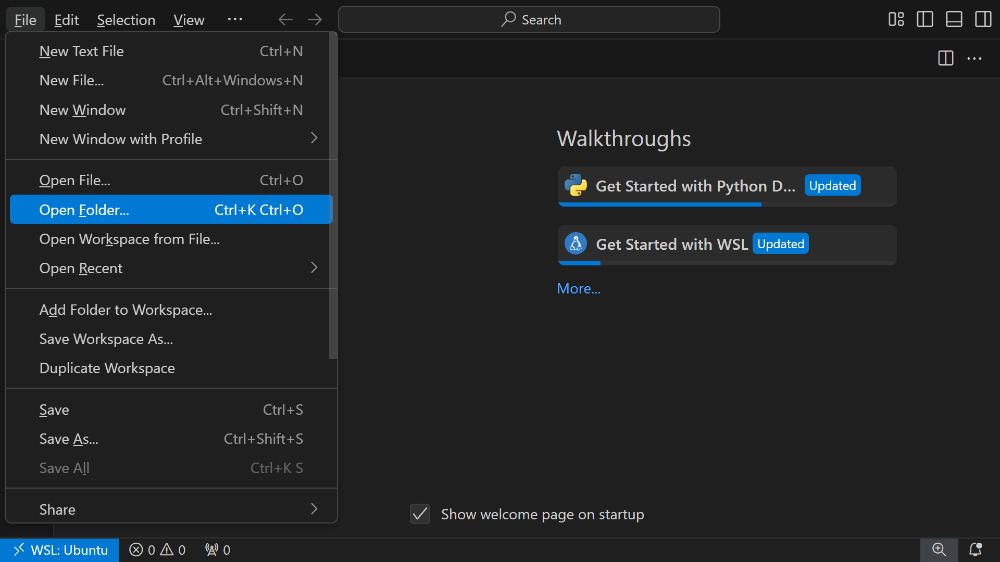 File Edit Selection View ... Search
New Text File Ctrl+N
New File... Ctrl+Alt+Windows+N
New Window Ctrl+Shift+N
New Window with Profile
Open File... Ctrl+O
Open Folder... Ctrl+K Ctrl+O
Open Workspace from File...
Open Recent
Add Folder to Workspace...
Save Workspace As...
Duplicate Workspace
Save Ctrl+S
Save As... Ctrl+Shift+S
Save All Ctrl+K S
Share
Walkthroughs
Get Started with Python D... Updated
Get Started with WSL Updated
More...
Show welcome page on startup
WSL: Ubuntu 0 0 0